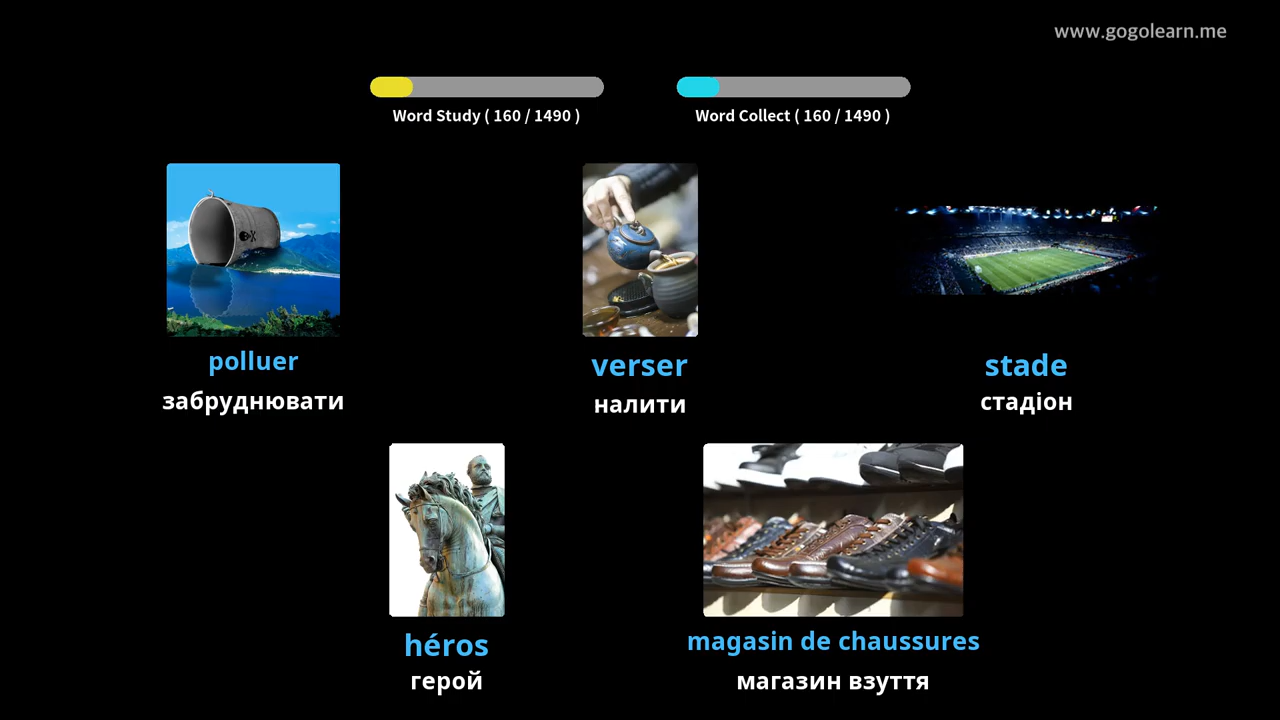 www.gogolearn.me
Word Study ( 160 / 1490 )
Word Collect ( 160 / 1490 )
polluer
забруднювати
verser
налити
stade
стадіон
héros
герой
magasin de chaussures
магазин взуття